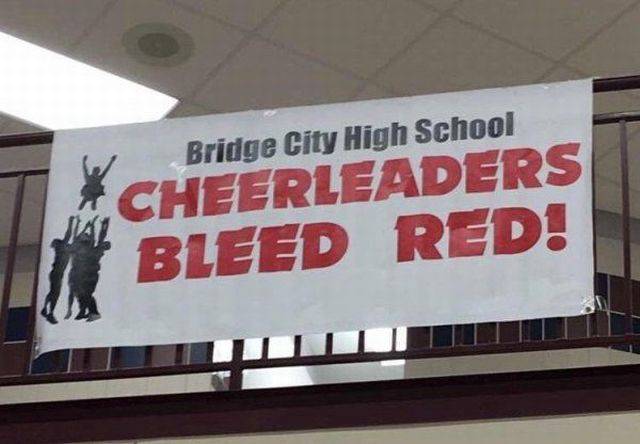 Bridge City High School
CHEERLEADERS
BLEED RED!